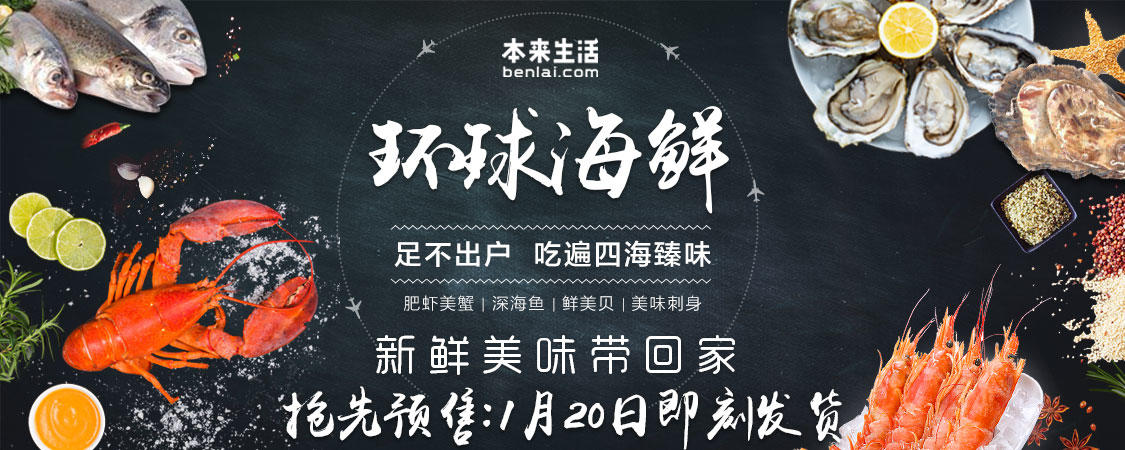 本来生活
benlai.com
环球海鲜
足不出户 吃遍四海臻味
肥虾美蟹 | 深海鱼 | 鲜美贝 | 美味刺身
新鲜美味带回家
抢先预售:1月20日即刻发货